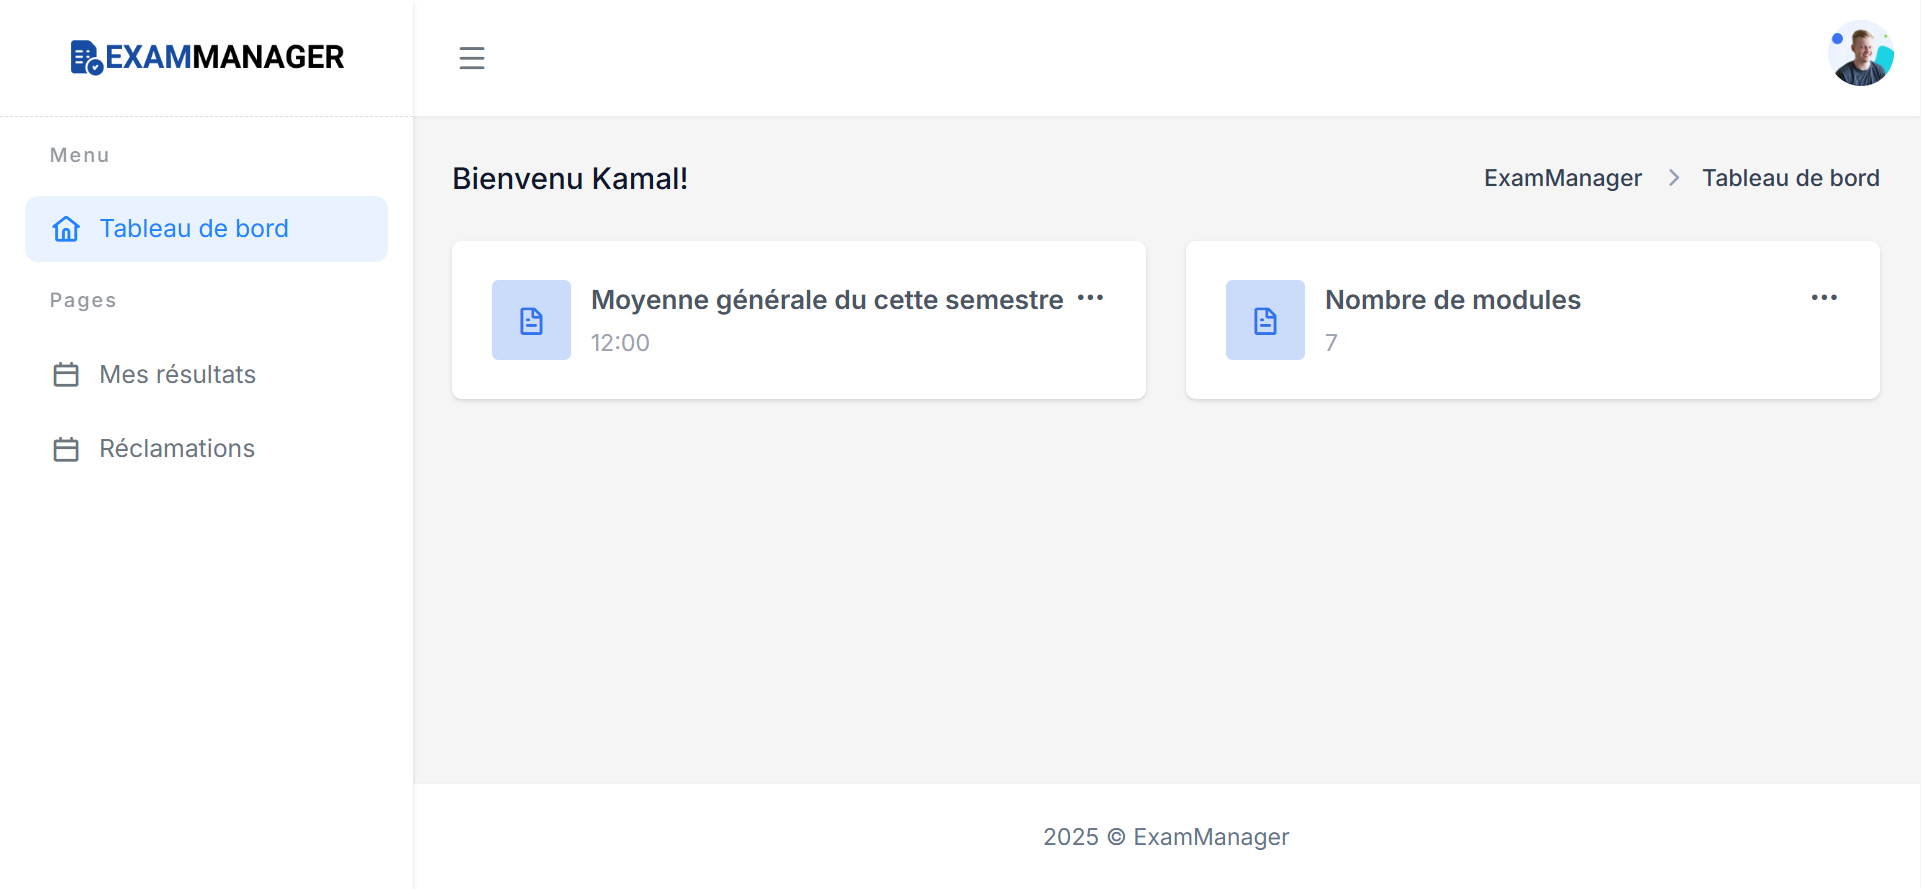 EXAMMANAGER
Menu
Tableau de bord
Pages
Mes résultats
Réclamations
Bienvenu Kamal!
ExamManager > Tableau de bord
Moyenne générale du cette semestre
12:00
Nombre de modules
7
2025 © ExamManager